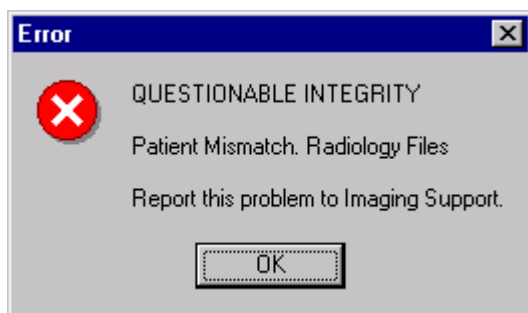 Error
QUESTIONABLE INTEGRITY
Patient Mismatch. Radiology Files
Report this problem to Imaging Support.
OK